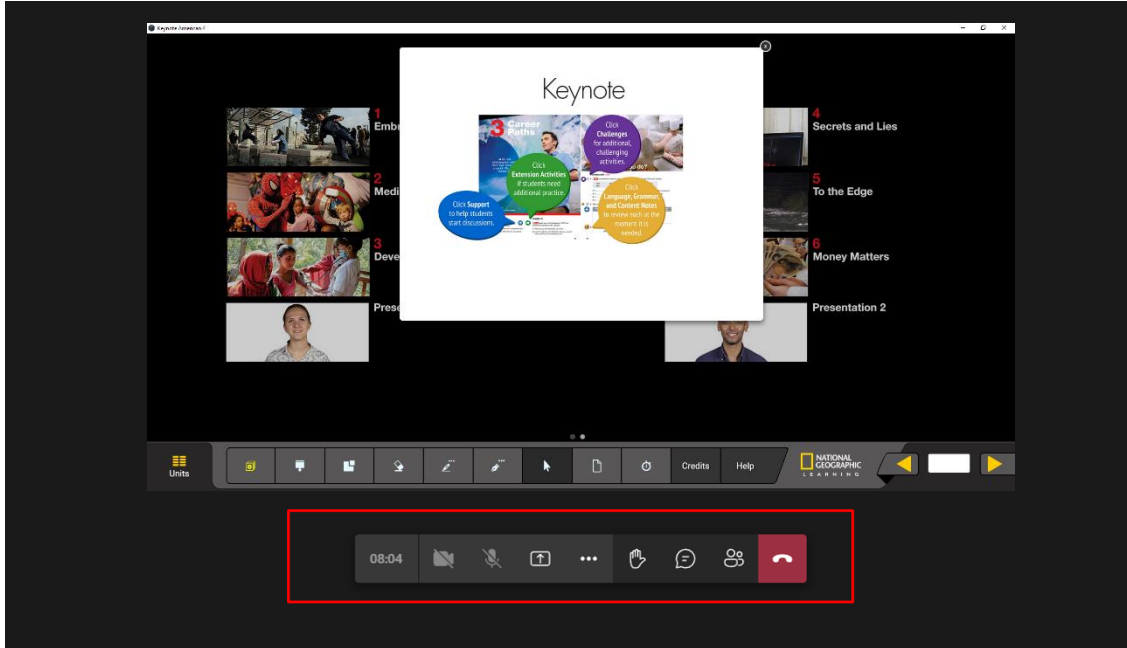 Keynote American 4
Keynote
3 Career
Paths
Click
Challenges
for additional,
challenging
activities.
Click
Extension Activities
if students need
additional practice.
Click Support
to help students
start discussions.
Click
Language, Grammar,
and Content Notes
to review each at the
moment it is
needed.
1
Emb
2
Medi
3
Deve
Prese
4
Secrets and Lies
5
To the Edge
6
Money Matters
Presentation 2
Units
Credits
Help
NATIONAL
GEOGRAPHIC
LEARNING
08:04